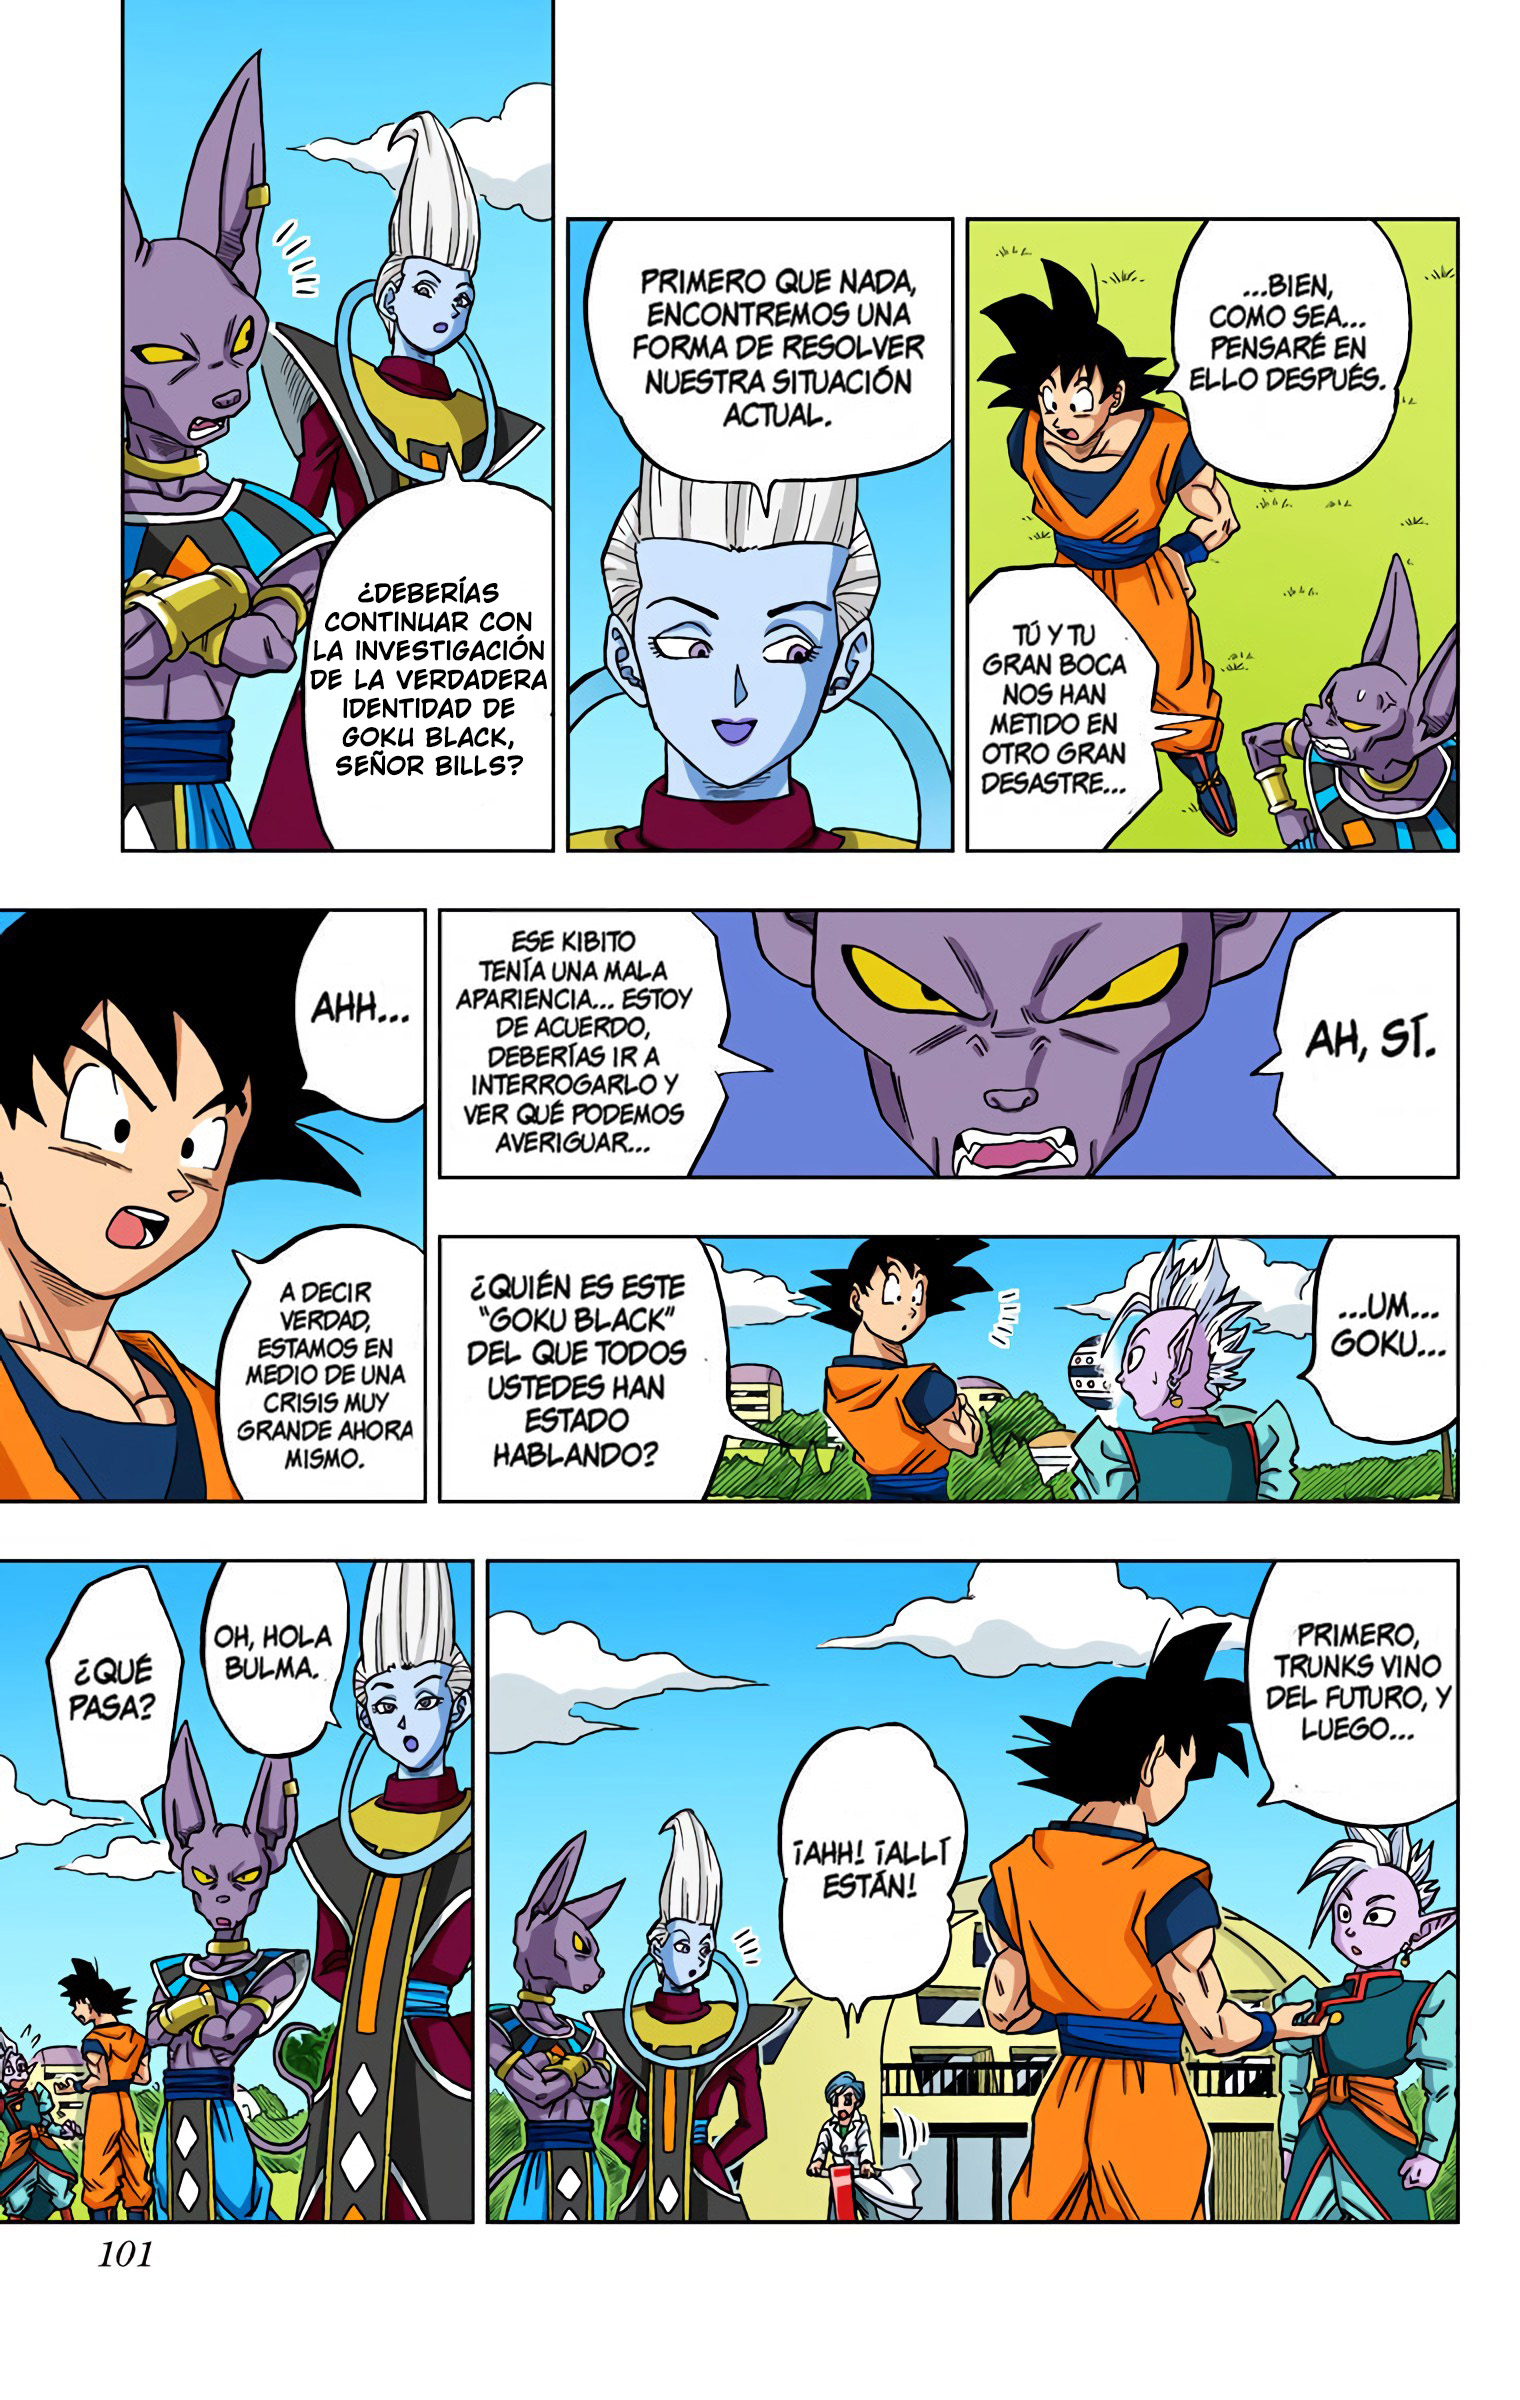 ...BIEN,
COMO SEA...
PENSARÉ EN
ELLO DESPUÉS.
TÚ Y TU
GRAN BOCA
NOS HAN
METIDO EN
OTRO GRAN
DESASTRE...
PRIMERO QUE NADA,
ENCONTREMOS UNA
FORMA DE RESOLVER
NUESTRA SITUACIÓN
ACTUAL.
¿DEBERÍAS
CONTINUAR CON
LA INVESTIGACIÓN
DE LA VERDADERA
IDENTIDAD DE
GOKU BLACK,
SEÑOR BILLS?
AH, SÍ.
ESE KIBITO
TENÍA UNA MALA
APARIENCIA... ESTOY
DE ACUERDO,
DEBERÍAS IR A
INTERROGARLO Y
VER QUÉ PODEMOS
AVERIGUAR...
...UM...
GOKU...
¿QUIÉN ES ESTE
"GOKU BLACK"
DEL QUE TODOS
USTEDES HAN
ESTADO
HABLANDO?
AHH...
A DECIR
VERDAD,
ESTAMOS EN
MEDIO DE UNA
CRISIS MUY
GRANDE AHORA
MISMO.
PRIMERO,
TRUNKS VINO
DEL FUTURO, Y
LUEGO...
¡AHH! ¡ALLÍ
ESTÁN!
OH, HOLA
BULMA.
¿QUÉ
PASA?
101